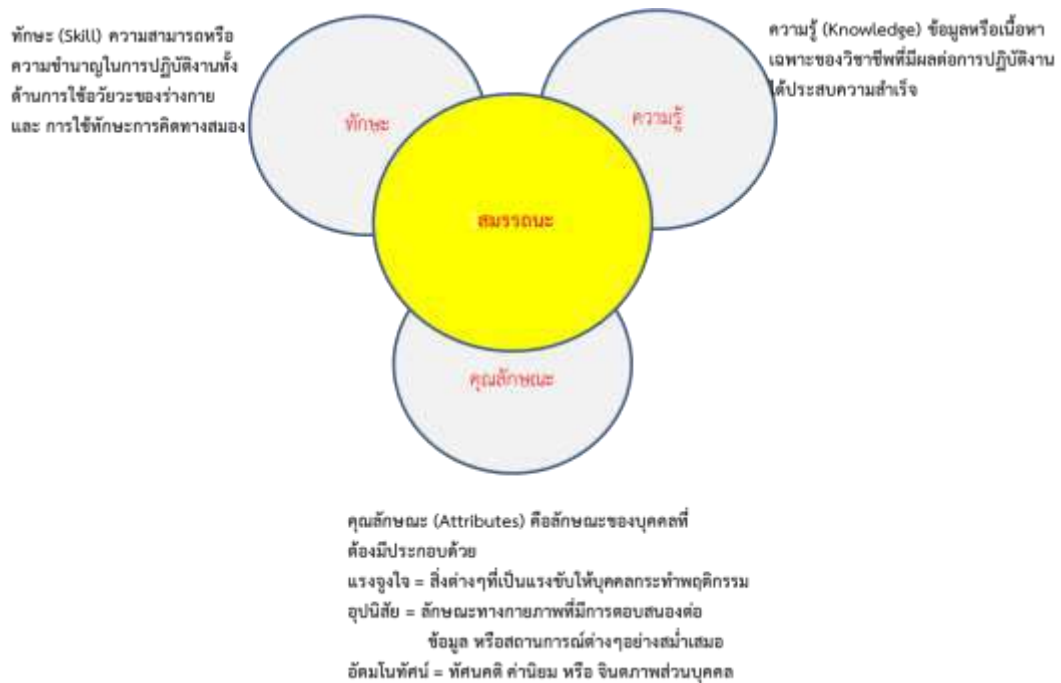 ทักษะ (Skill) ความสามารถหรือ
ความชำนาญในการปฏิบัติงานทั้ง
ด้านการใช้อวัยวะของร่างกาย
และ การใช้ทักษะการคิดทางสมอง
ความรู้ (Knowledge) ข้อมูลหรือเนื้อหา
เฉพาะของวิชาชีพที่มีผลต่อการปฏิบัติงาน
ได้ประสบความสำเร็จ
ทักษะ
ความรู้
สมรรถนะ
คุณลักษณะ
คุณลักษณะ (Attributes) คือลักษณะของบุคคลที่
ต้องมีประกอบด้วย
แรงจูงใจ = สิ่งต่างๆที่เป็นแรงขับให้บุคคลกระทำพฤติกรรม
อุปนิสัย = ลักษณะทางกายภาพที่มีการตอบสนองต่อ
ข้อมูล หรือสถานการณ์ต่างๆอย่างสม่ำเสมอ
อัตมโนทัศน์ = ทัศนคติ ค่านิยม หรือ จินตภาพส่วนบุคคล